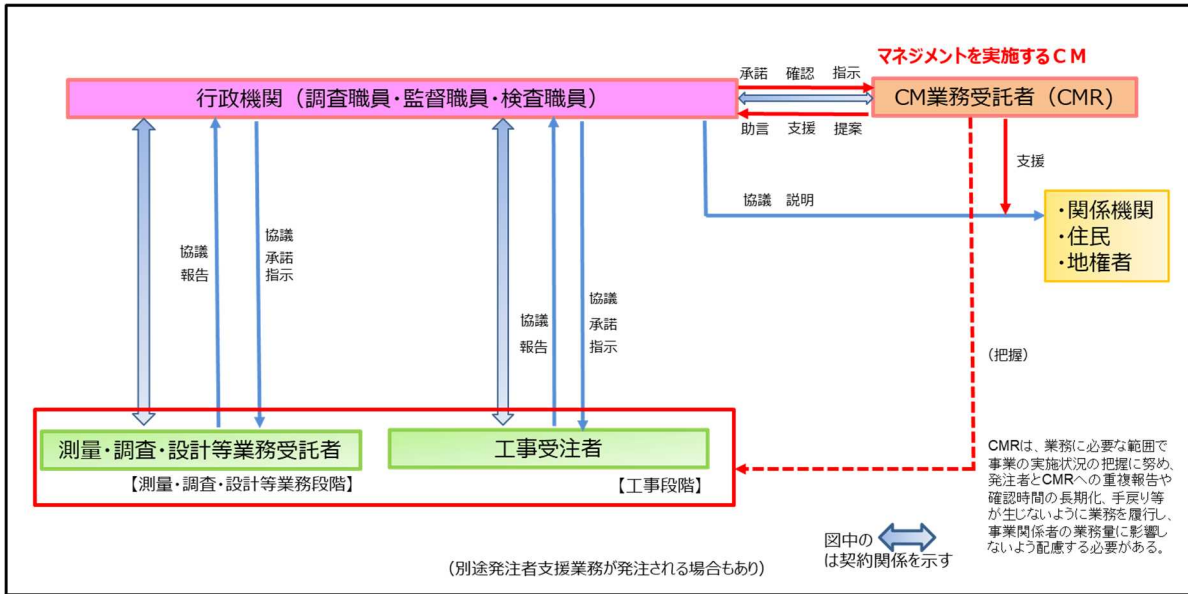 マネジメントを実施するCM
承諾 確認 指示
行政機関（調査職員・監督職員・検査職員）
CM業務受託者（CMR）
助言 支援 提案
支援
協議 説明
・関係機関
・住民
・地権者
協議
報告
協議
承諾
指示
協議
報告
協議
承諾
指示
（把握）
測量・調査・設計等業務受託者
工事受注者
【測量・調査・設計等業務段階】
【工事段階】
CMRは、業務に必要な範囲で
事業の実施状況の把握に努め、
発注者とCMRへの重複報告や
確認時間の長期化、手戻り等
が生じないように業務を履行し、
事業関係者の業務量に影響
しないよう配慮する必要がある。
図中の
は契約関係を示す
（別途発注者支援業務が発注される場合もあり）